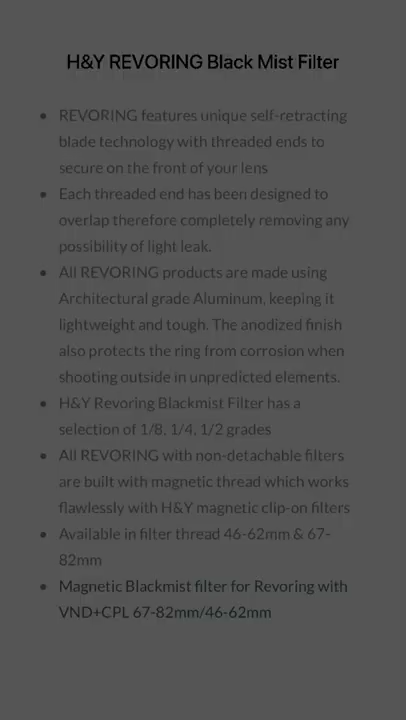 H&Y REVORING Black Mist Filter
• REVORING features unique self-retracting
blade technology with threaded ends to
secure on the front of your lens
• Each threaded end has been designed to
overlap therefore completely removing any
possibility of light leak.
• All REVORING products are made using
Architectural grade Aluminum, keeping it
lightweight and tough. The anodized finish
also protects the ring from corrosion when
shooting outside in unpredicted elements.
• H&Y Revoring Blackmist Filter has a
selection of 1/8, 1/4, 1/2 grades
• All REVORING with non-detachable filters
are built with magnetic thread which works
flawlessly with H&Y magnetic clip-on filters
• Available in filter thread 46-62mm & 67-
82mm
• Magnetic Blackmist filter for Revoring with
VND+CPL 67-82mm/46-62mm